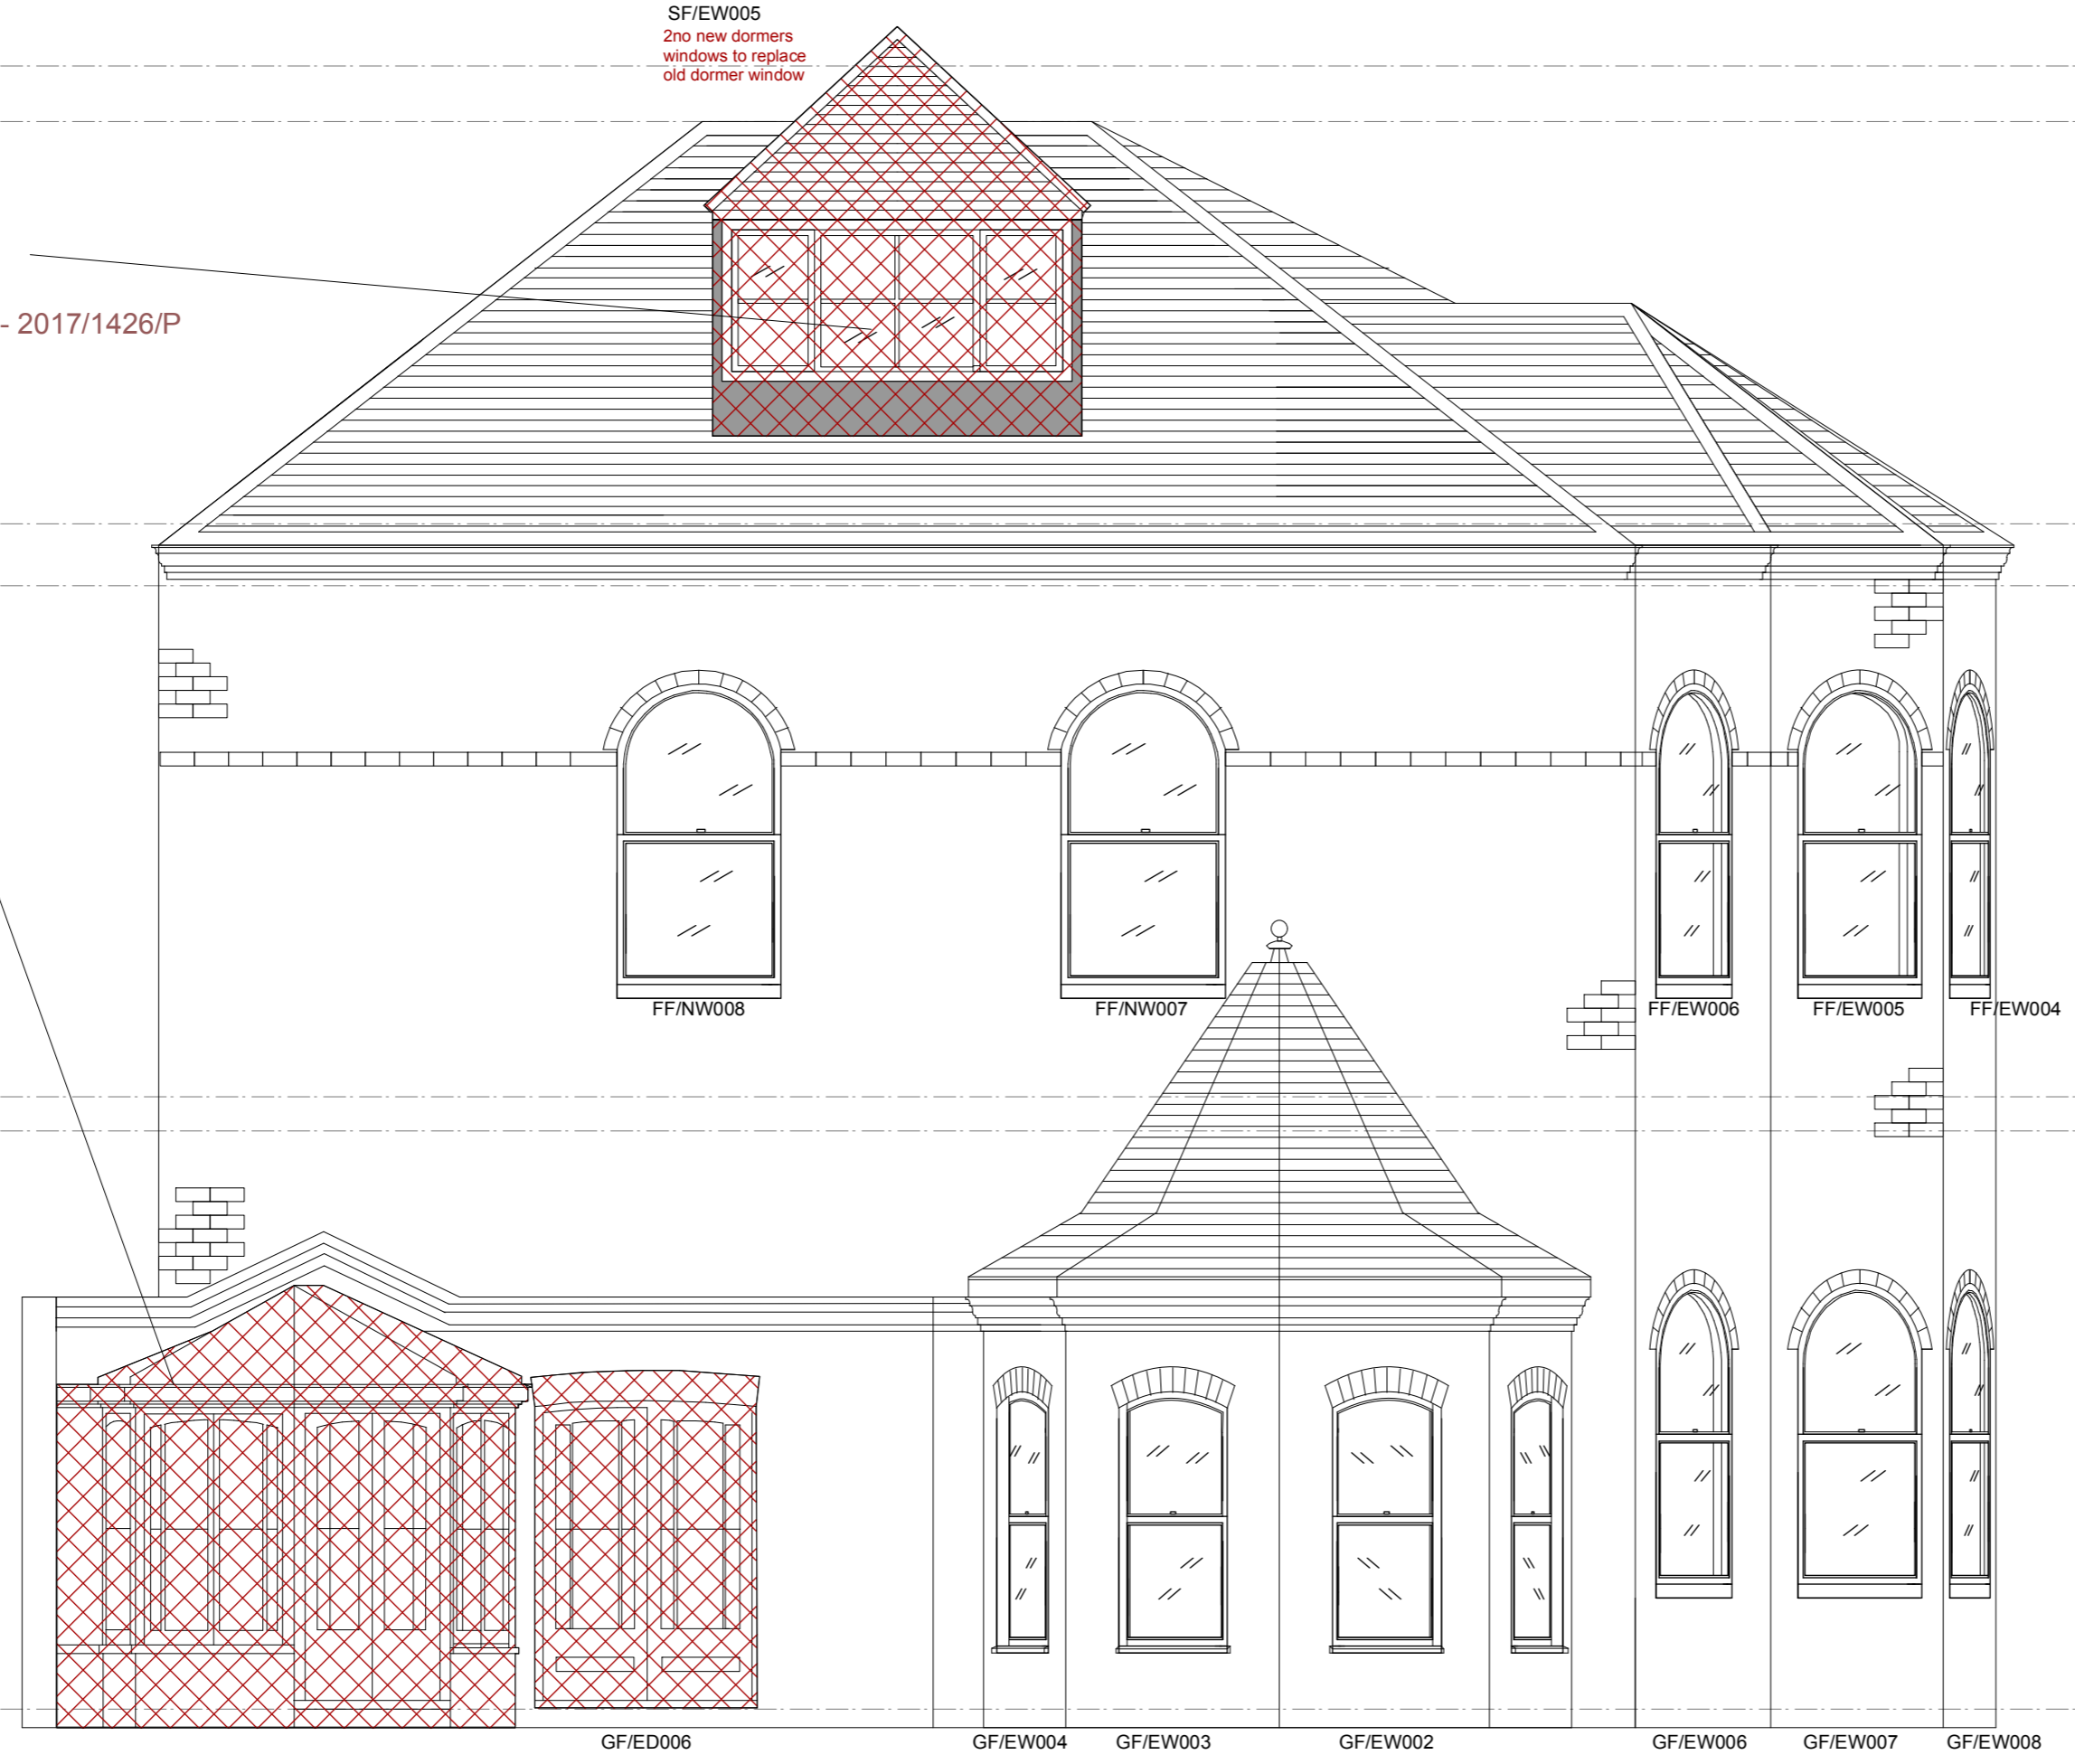 SF/EW005
2no new dormers
windows to replace
old dormer window
- 2017/1426/P
FF/NW008
FF/NW007
FF/EW006
FF/EW005
FF/EW004
GF/ED006
GF/EW004
GF/EW003
GF/EW002
GF/EW006
GF/EW007
GF/EW008